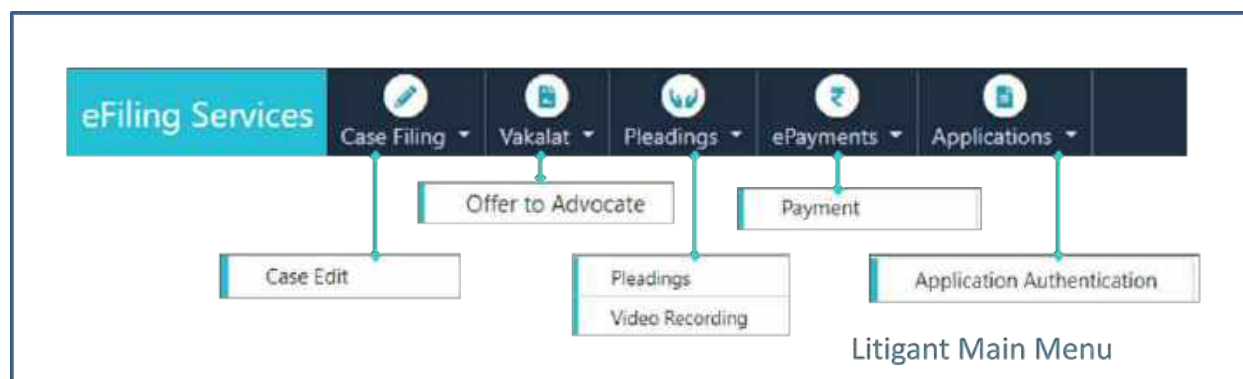 eFiling Services
Case Filing
Vakalat
Pleadings
₹
ePayments
Applications
Offer to Advocate
Payment
Case Edit
Pleadings
Video Recording
Application Authentication
Litigant Main Menu